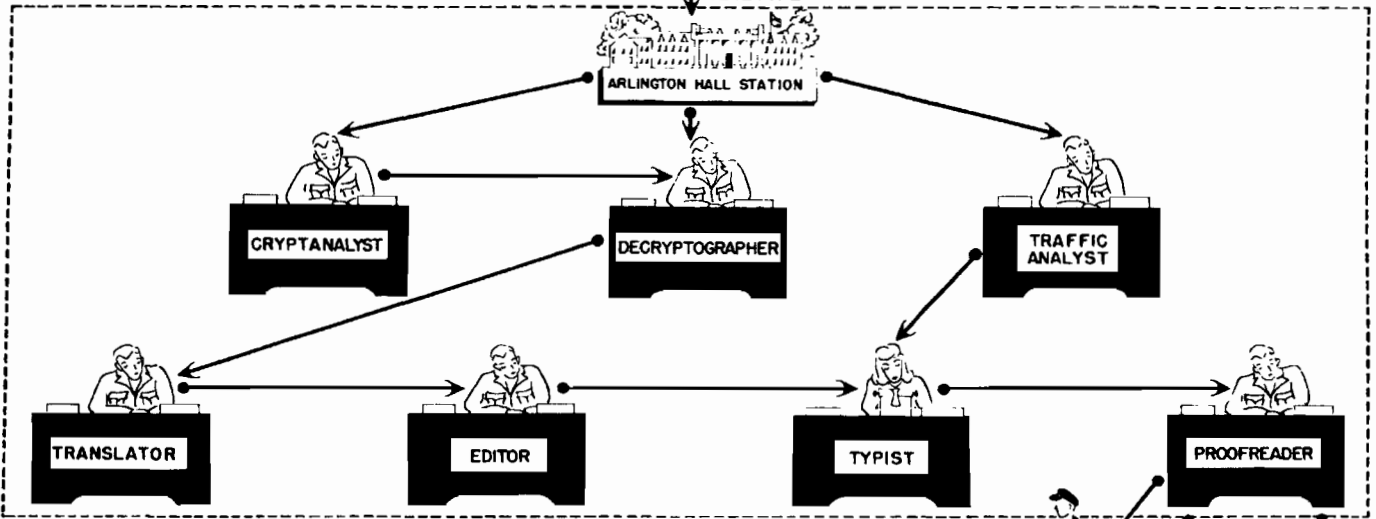 ARLINGTON HALL STATION
CRYPTANALYST
DECRYPTOGRAPHER
TRAFFIC
ANALYST
TRANSLATOR
EDITOR
TYPIST
PROOFREADER